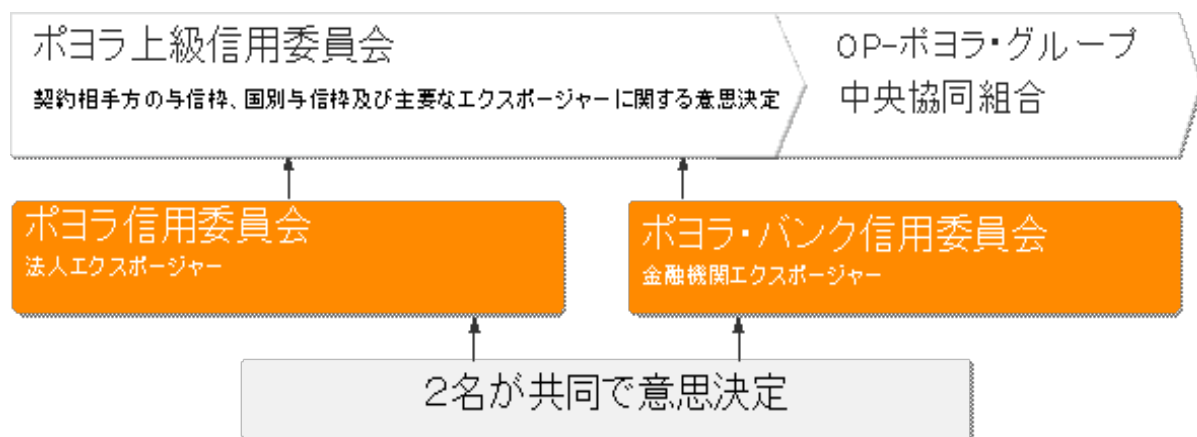 ポヨラ上級信用委員会
契約相手方の与信枠、国別与信枠及び主要なエクスポージャーに関する意思決定
OP-ポヨラ・グループ
中央協同組合
ポヨラ信用委員会
法人エクスポージャー
ポヨラ・バンク信用委員会
金融機関エクスポージャー
2名が共同で意思決定